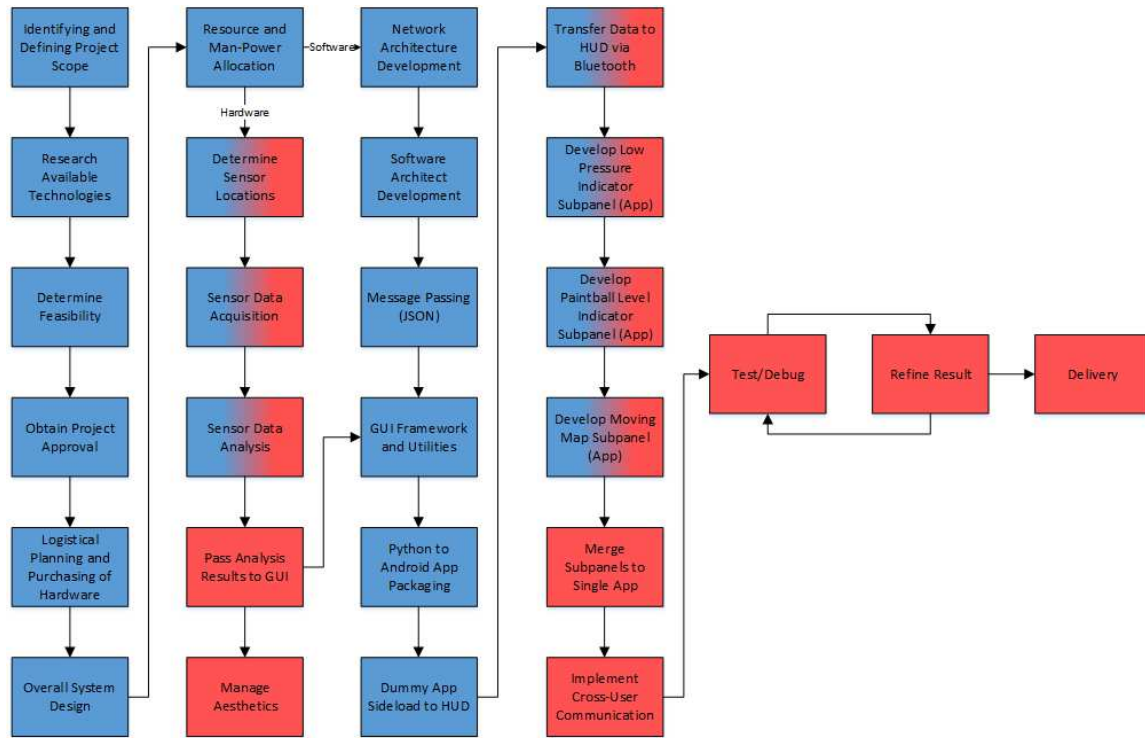 Identifying and
Defining Project
Scope
Research
Available
Technologies
Determine
Feasibility
Obtain Project
Approval
Logistical
Planning and
Purchasing of
Hardware
Overall System
Design
Resource and
Man-Power
Allocation
Software
Hardware
Determine
Sensor
Locations
Sensor Data
Acquisition
Sensor Data
Analysis
Pass Analysis
Results to GUI
Manage
Aesthetics
Network
Architecture
Development
Software
Architect
Development
Message Passing
(JSON)
GUI Framework
and Utilities
Python to
Android App
Packaging
Dummy App
Sideload to HUD
Transfer Data to
HUD via
Bluetooth
Develop Low
Pressure
Indicator
Subpanel (App)
Develop
Paintball Level
Indicator
Subpanel (App)
Develop Moving
Map Subpanel
(App)
Merge
Subpanels to
Single App
Implement
Cross-User
Communication
Test/Debug
Refine Result
Delivery